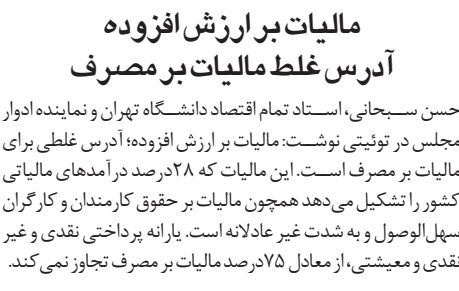 مالیات بر ارزش افزوده
آدرس غلط مالیات بر مصرف
حسن سبحانی، استاد تمام اقتصاد دانشگاه تهران و نماینده ادوار
مجلس در توئیتی نوشت: مالیات بر ارزش افزوده؛ آدرس غلطی برای
مالیات بر مصرف است. این مالیات که ۲۸درصد درآمدهای مالیاتی
کشور را تشکیل می‌دهد همچون مالیات بر حقوق کارمندان و کارگران
سهل‌الوصول و به شدت غیر عادلانه است. یارانه پرداختی نقدی و غیر
نقدی و معیشتی، از معادل ۷۵درصد مالیات بر مصرف تجاوز نمی‌کند.